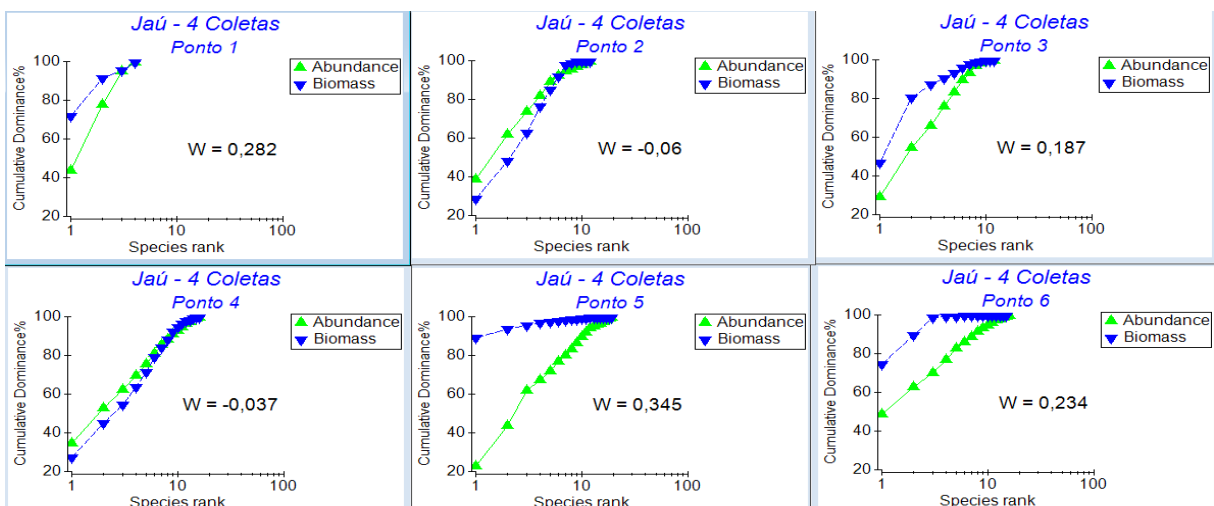 Jaú - 4 Coletas
Ponto 1
Cumulative Dominance%
100
80
60
40
20
1
10
100
Species rank
Abundance
Biomass
W = 0,282
Jaú - 4 Coletas
Ponto 2
Cumulative Dominance%
100
80
60
40
20
1
10
100
Species rank
Abundance
Biomass
W = -0,06
Jaú - 4 Coletas
Ponto 3
Cumulative Dominance%
100
80
60
40
20
1
10
100
Species rank
Abundance
Biomass
W = 0,187
Jaú - 4 Coletas
Ponto 4
Cumulative Dominance%
100
80
60
40
20
1
10
100
Species rank
Abundance
Biomass
W = -0,037
Jaú - 4 Coletas
Ponto 5
Cumulative Dominance%
100
80
60
40
20
1
10
100
Species rank
Abundance
Biomass
W = 0,345
Jaú - 4 Coletas
Ponto 6
Cumulative Dominance%
100
80
60
40
20
1
10
100
Species rank
Abundance
Biomass
W = 0,234